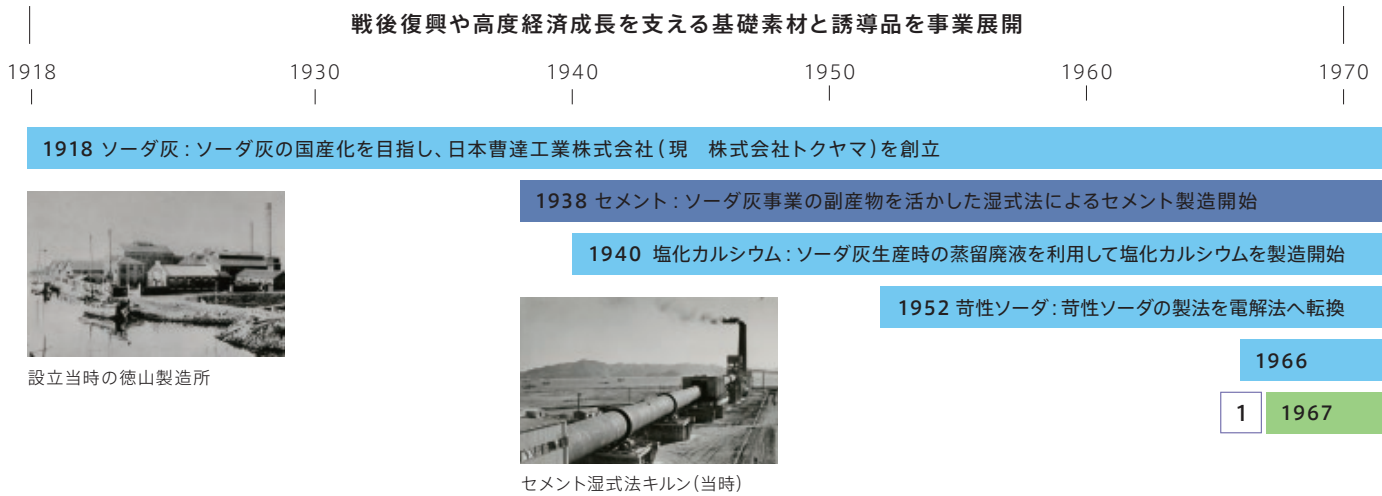 戦後復興や高度経済成長を支える基礎素材と誘導品を事業展開
1918 1930 1940 1950 1960 1970
1918 ソーダ灰:ソーダ灰の国産化を目指し、日本曹達工業株式会社(現　株式会社トクヤマ)を創立
1938 セメント:ソーダ灰事業の副産物を活かした湿式法によるセメント製造開始
1940 塩化カルシウム:ソーダ灰生産時の蒸留廃液を利用して塩化カルシウムを製造開始
1952 苛性ソーダ:苛性ソーダの製法を電解法へ転換
1966
1 1967
設立当時の徳山製造所
セメント湿式法キルン(当時)